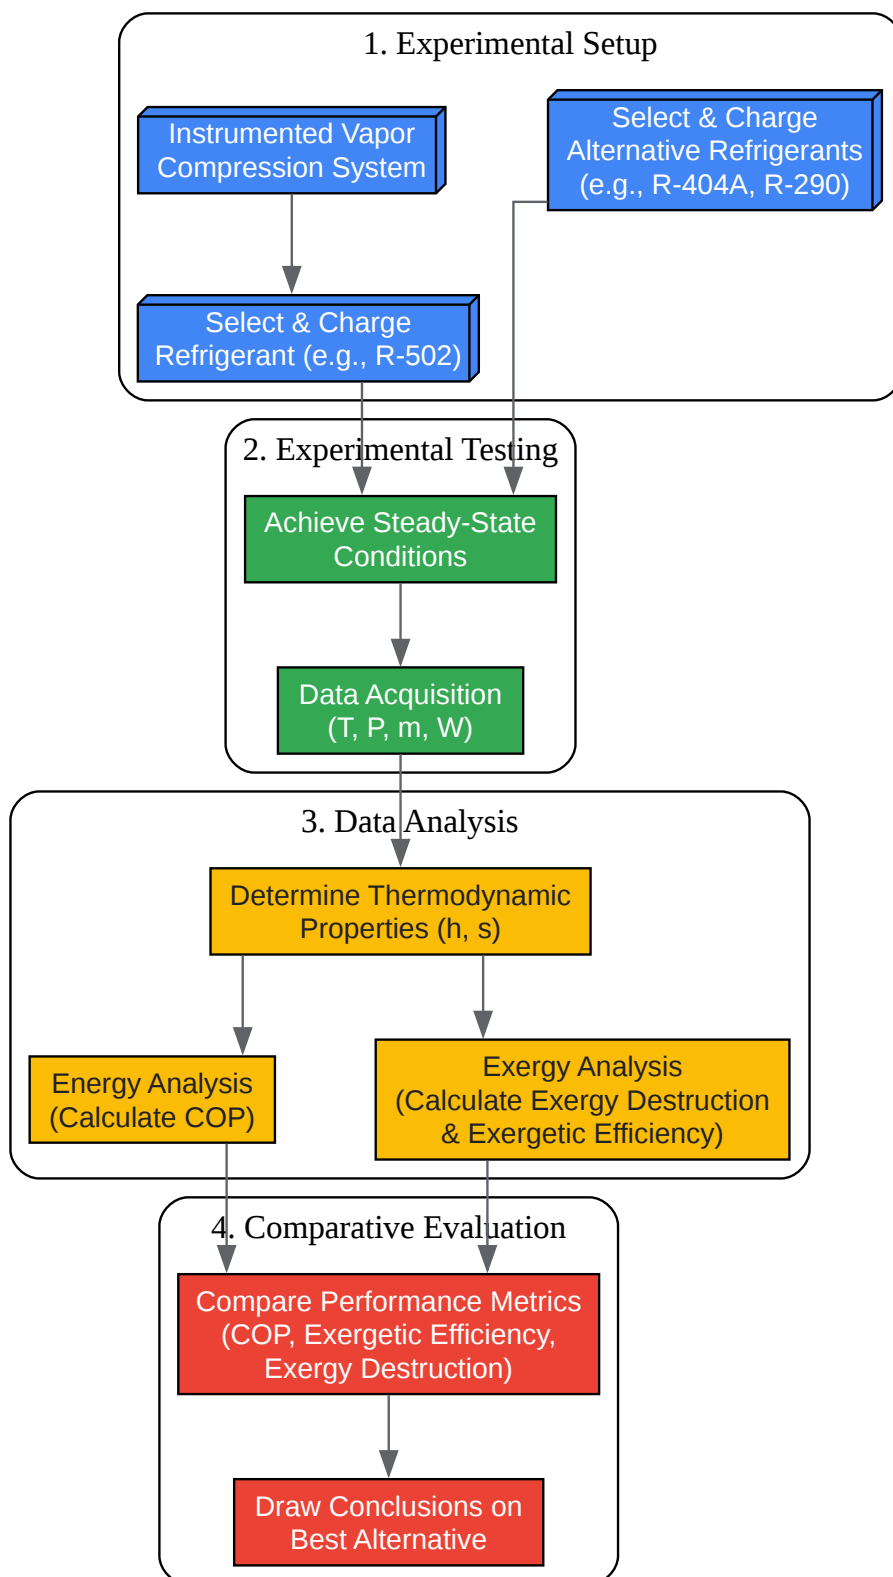 1. Experimental Setup
Instrumented Vapor
Compression System
Select & Charge
Alternative Refrigerants
(e.g., R-404A, R-290)
Select & Charge
Refrigerant (e.g., R-502)
2. Experimental Testing
Achieve Steady-State
Conditions
Data Acquisition
(T, P, m, W)
3. Data Analysis
Determine Thermodynamic
Properties (h, s)
Energy Analysis
(Calculate COP)
Exergy Analysis
(Calculate Exergy Destruction
& Exergetic Efficiency)
4. Comparative Evaluation
Compare Performance Metrics
(COP, Exergetic Efficiency,
Exergy Destruction)
Draw Conclusions on
Best Alternative